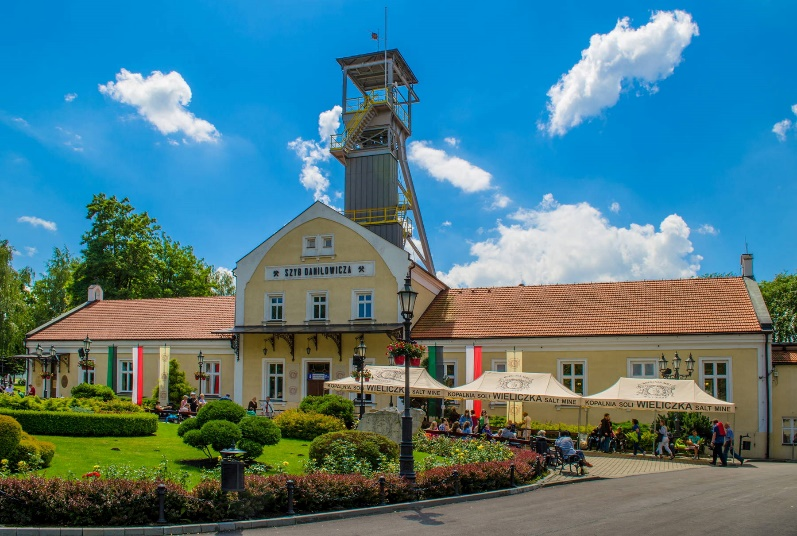 SZYB DANIŁOWICZA
KOPALNIA SOLI WIELICZKA SALT MINE
KOPALNIA SOLI WIELICZKA SALT MINE
KOPALNIA SOLI WIELICZKA SALT MINE